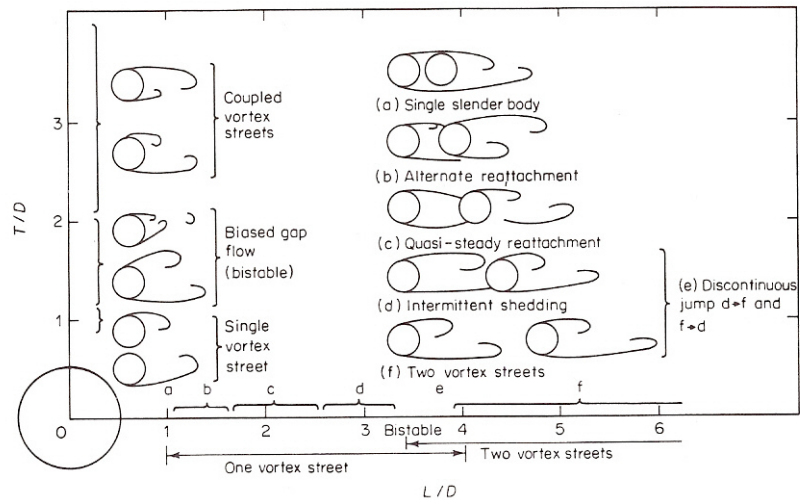 T/D
3
2
1
0
Coupled
vortex
streets
Biased gap
flow
(bistable)
Single
vortex
street
(a) Single slender body
(b) Alternate reattachment
(c) Quasi-steady reattachment
(d) Intermittent shedding
(f) Two vortex streets
(e) Discontinuous
jump d→f and
f→d
a b c d e f
1 2 3 Bistable 4 5 6
One vortex street
Two vortex streets
L/D